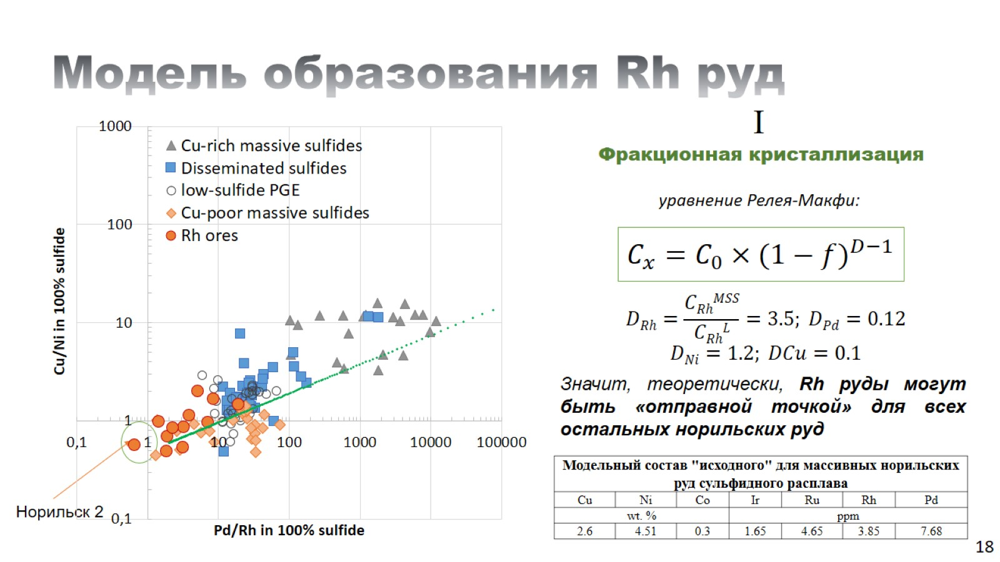 Модель образования Rh руд
1000
100
10
1
0,1
0,1
1
10
100
1000
10000
100000
Cu/Ni in 100% sulfide
Pd/Rh in 100% sulfide
Cu-rich massive sulfides
Disseminated sulfides
low-sulfide PGE
Cu-poor massive sulfides
Rh ores
Норильск 2
I
Фракционная кристаллизация
уравнение Релея-Макфи:
C_x = C_0 × (1 − f)^{D−1}
D_{Rh} = C_{Rh}^{MSS} / C_{Rh}^{L} = 3.5; D_{Pd} = 0.12
D_{Ni} = 1.2; DCu = 0.1
Значит, теоретически, Rh руды могут
быть «отправной точкой» для всех
остальных норильских руд
Модельный состав "исходного" для массивных норильских
руд сульфидного расплава
Cu Ni Co Ir Ru Rh Pd
wt. % ppm
2.6 4.51 0.3 1.65 4.65 3.85 7.68
18